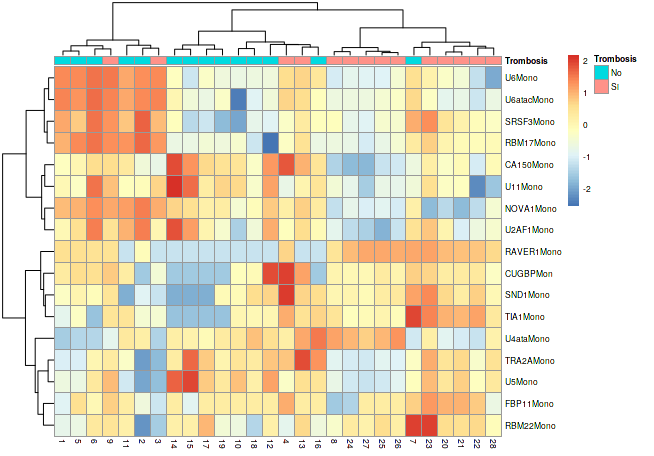 Trombosis
U6Mono
U6atacMono
SRSF3Mono
RBM17Mono
CA150Mono
U11Mono
NOVA1Mono
U2AF1Mono
RAVER1Mono
CUGBPMon
SND1Mono
TIA1Mono
U4ataMono
TRA2AMono
U5Mono
FBP11Mono
RBM22Mono
1 5 6 9 11 2 3 14 15 17 19 10 18 12 4 13 16 8 24 27 25 26 7 23 20 21 22 28
2
1
0
-1
-2
Trombosis
No
SI